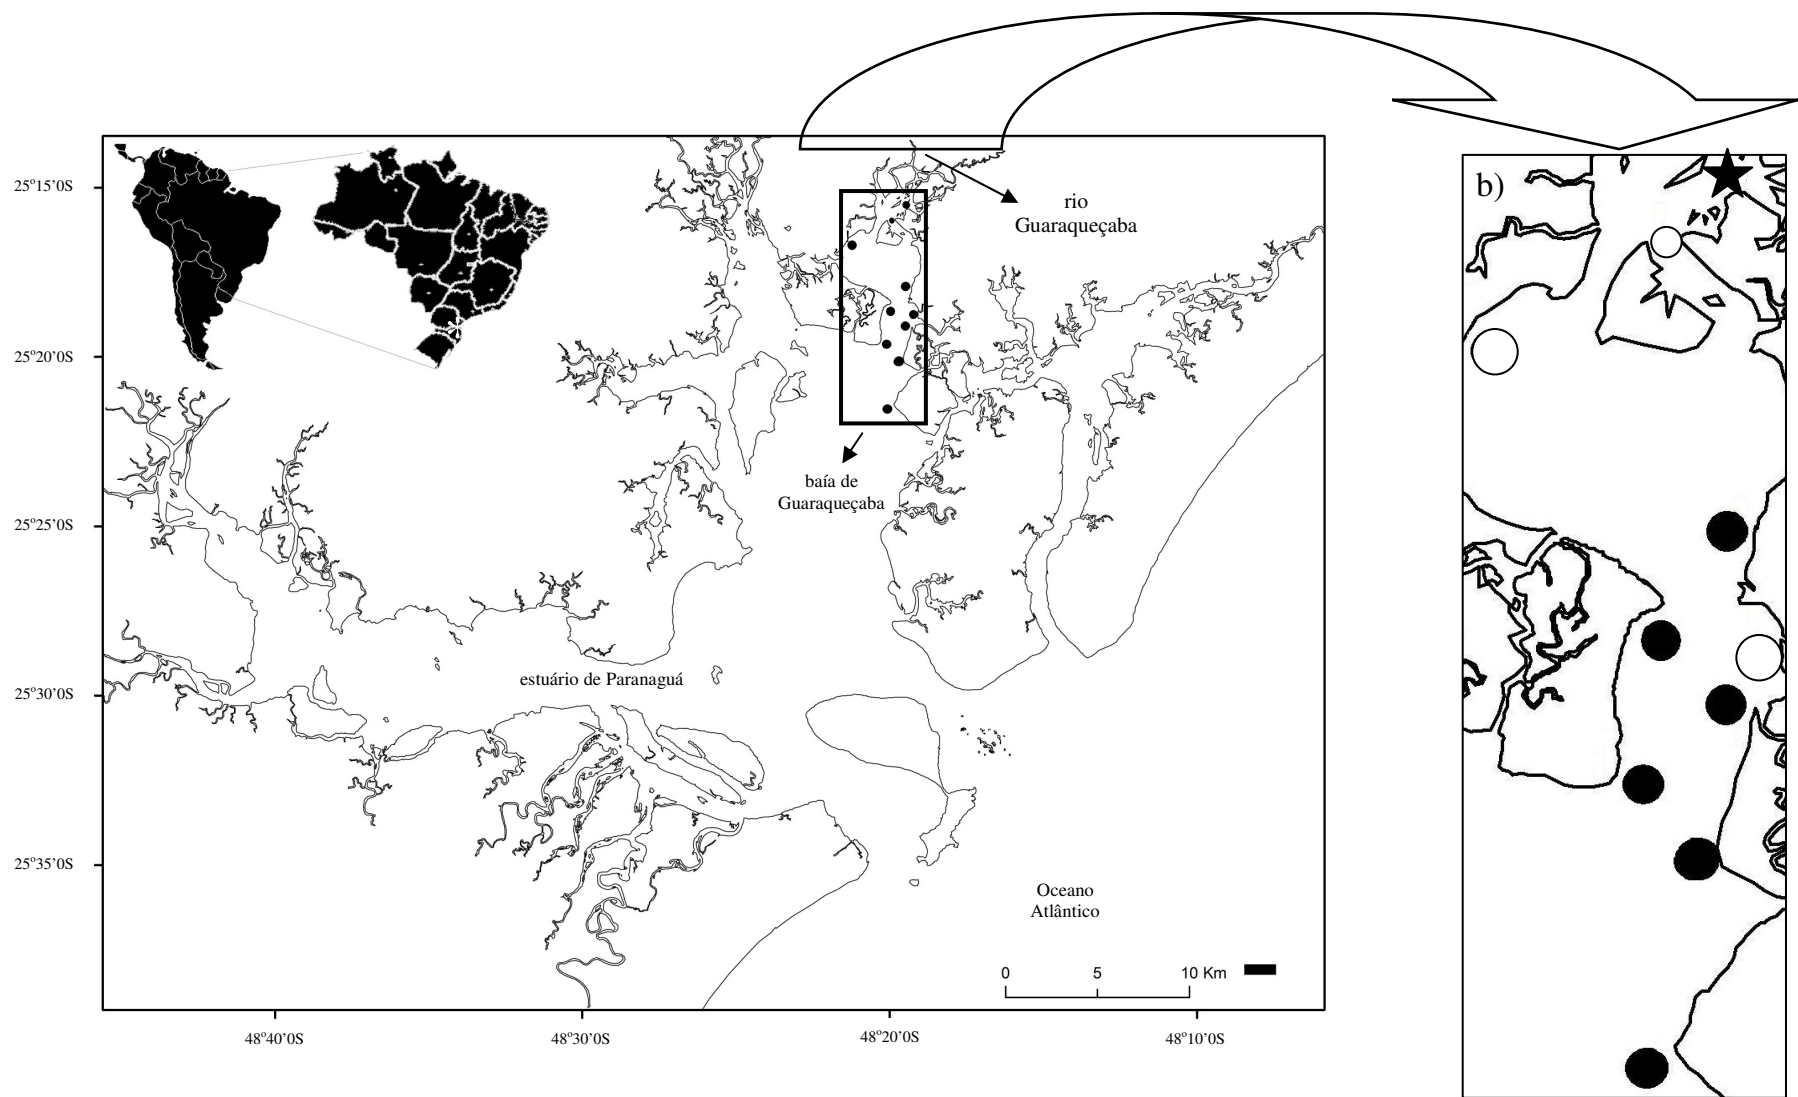 b)
25°15'0S
rio
Guaraqueçaba
25°20'0S
baía de
Guaraqueçaba
25°25'0S
estuário de Paranaguá
25°30'0S
25°35'0S
Oceano
Atlântico
0 5 10 Km
48°40'0S 48°30'0S 48°20'0S 48°10'0S